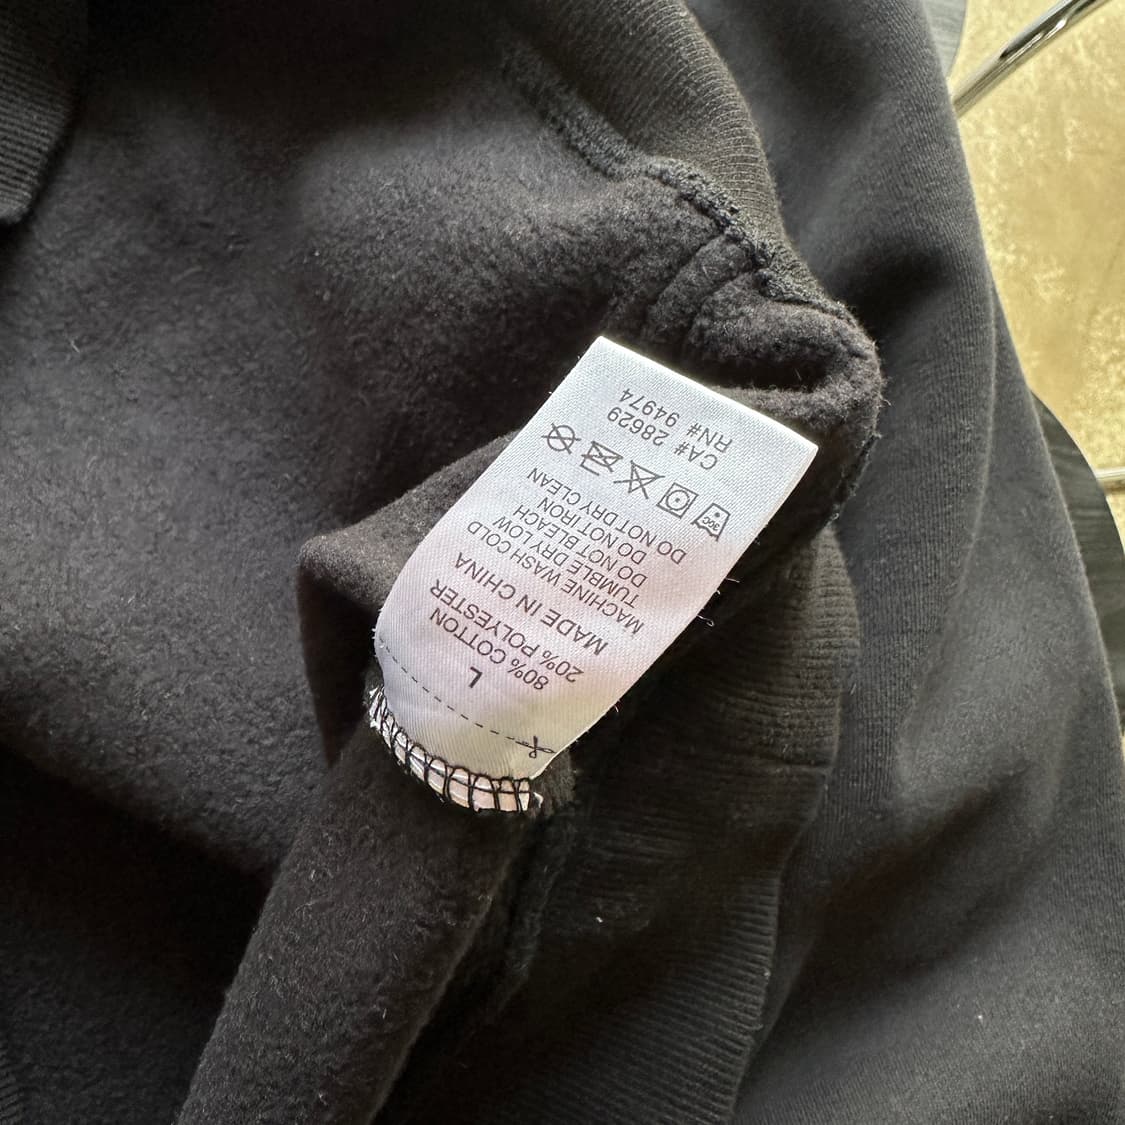 L
80% COTTON
20% POLYESTER
MADE IN CHINA
MACHINE WASH COLD
TUMBLE DRY LOW
DO NOT BLEACH
DO NOT IRON
DO NOT DRY CLEAN
30C
CA# 28629
RN# 94974